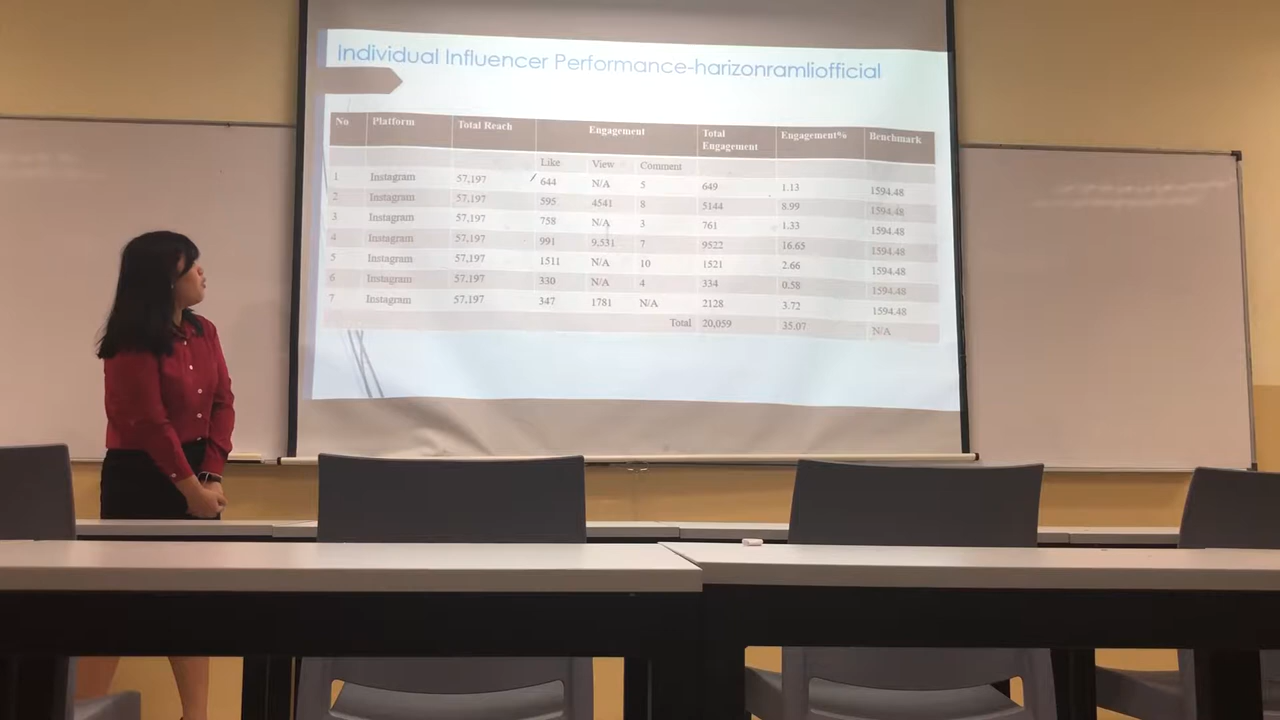 Individual Influencer Performance-harizonramliofficial
No Platform Total Reach Engagement Total Engagement Engagement% Benchmark
Like View Comment
1 Instagram 57,197 644 N/A 5 649 1.13 1594.48
2 Instagram 57,197 595 4541 8 5144 8.99 1594.48
3 Instagram 57,197 758 N/A 3 761 1.33 1594.48
4 Instagram 57,197 991 9,531 7 9522 16.65 1594.48
5 Instagram 57,197 1511 N/A 10 1521 2.66 1594.48
6 Instagram 57,197 330 N/A 4 334 0.58 1594.48
7 Instagram 57,197 347 1781 N/A 2128 3.72 1594.48
Total 20,059 35.07 N/A